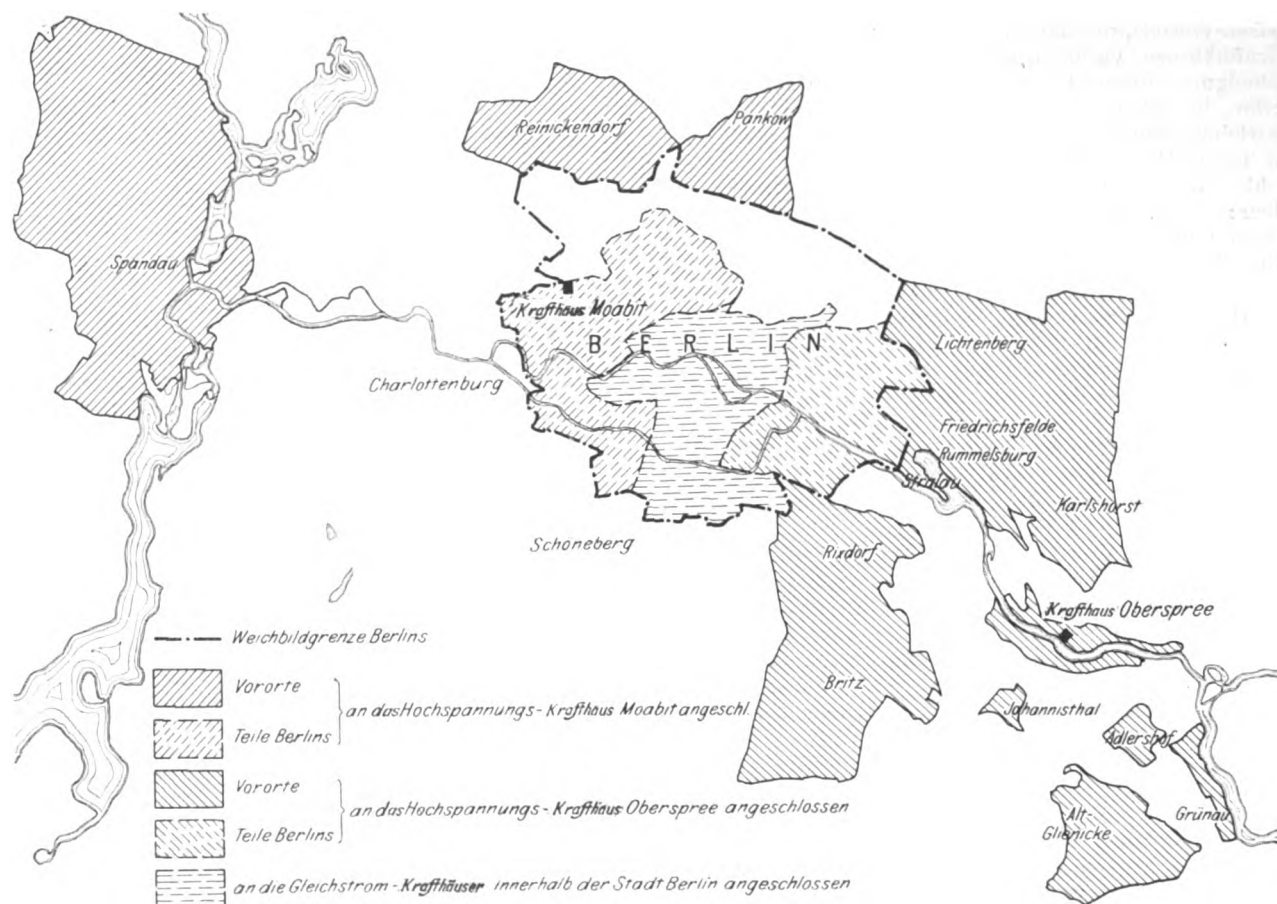 Reinickendorf
Pankow
Spandau
Krafthaus Moabit
BERLIN
Lichtenberg
Charlottenburg
Friedrichsfelde
Rummelsburg
Stralau
Karlshorst
Schöneberg
Rixdorf
Krafthaus Oberspree
Weichbildgrenze Berlins
Vororte
an das Hochspannungs-Krafthaus Moabit angeschl.
Teile Berlins
Britz
Johannisthal
Adlershof
Vororte
an das Hochspannungs-Krafthaus Oberspree angeschlossen
Teile Berlins
Alt-
Glienicke
Grünau
an die Gleichstrom-Krafthäuser innerhalb der Stadt Berlin angeschlossen